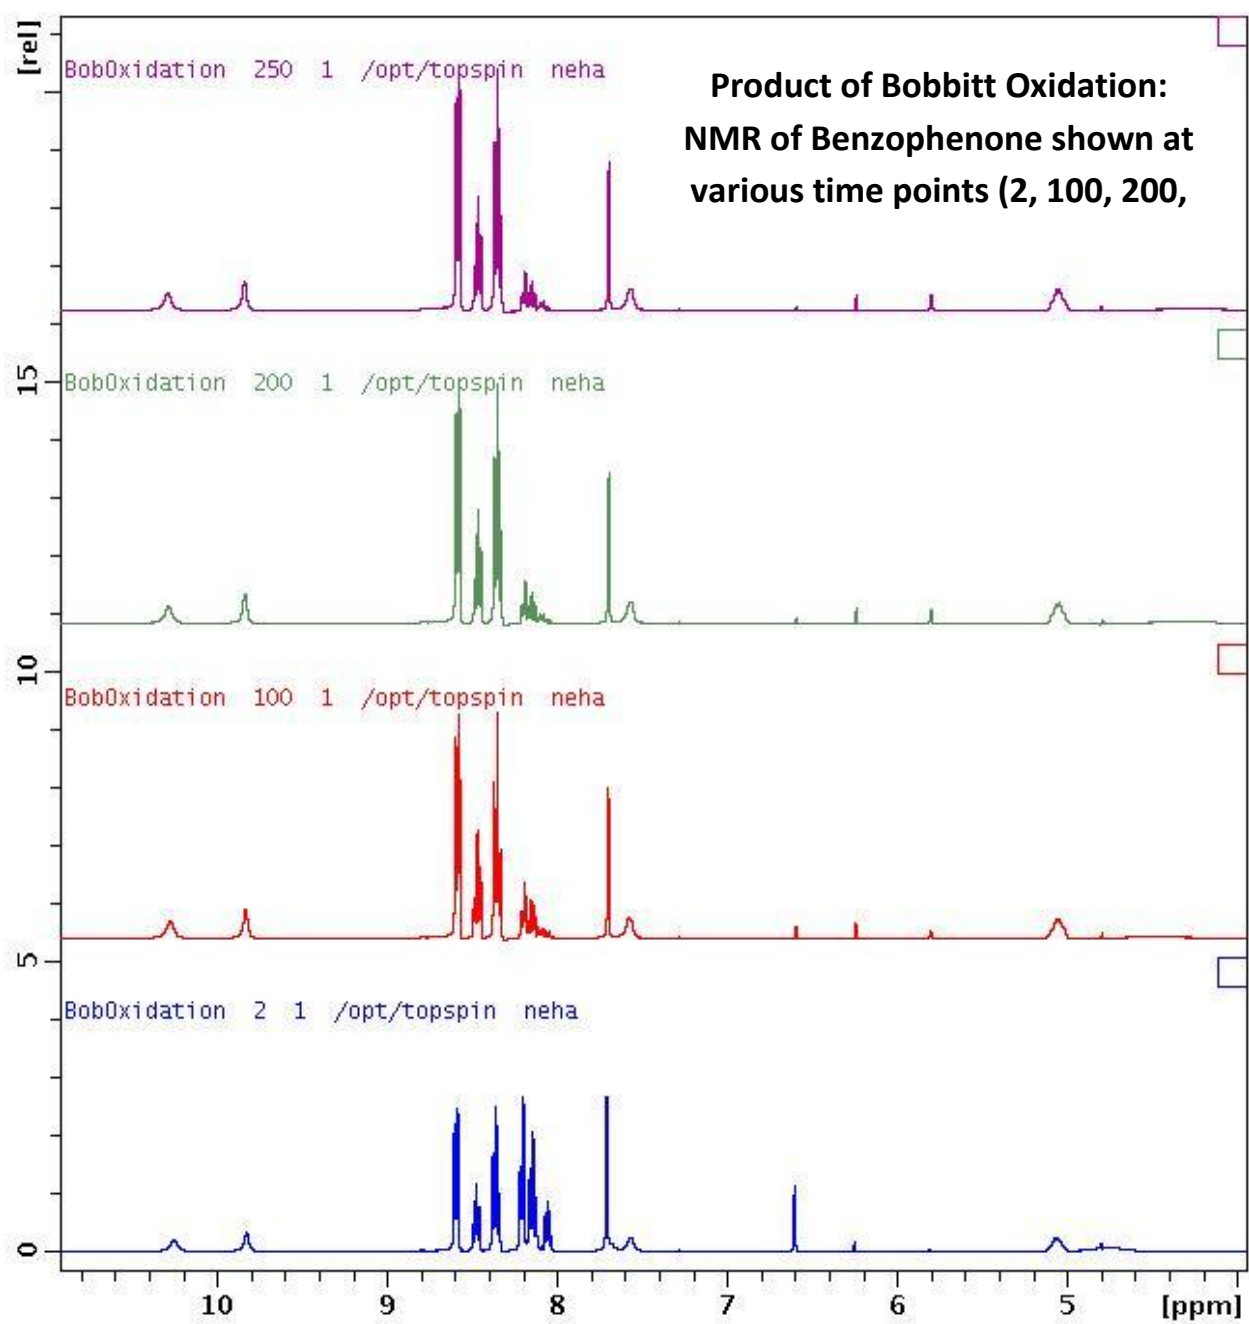 [rel]
BobOxidation 250 1 /opt/topspin neha
Product of Bobbitt Oxidation:
NMR of Benzophenone shown at
various time points (2, 100, 200,
15
BobOxidation 200 1 /opt/topspin neha
10
BobOxidation 100 1 /opt/topspin neha
5
BobOxidation 2 1 /opt/topspin neha
0
10 9 8 7 6 5 [ppm]